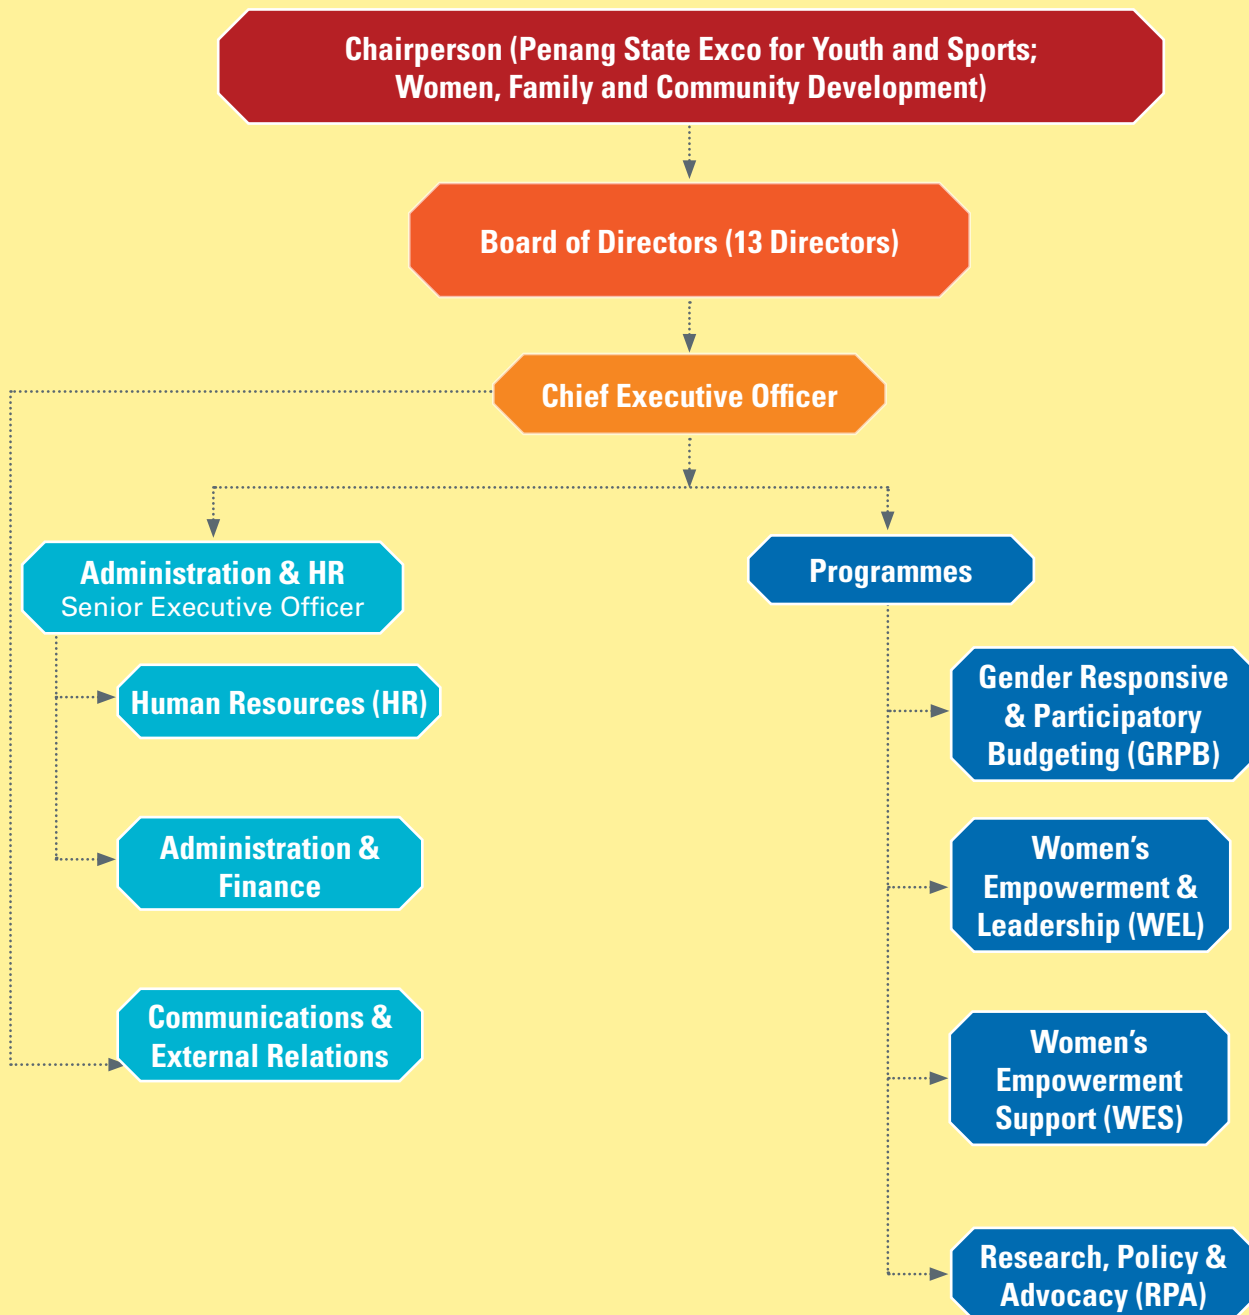 Chairperson (Penang State Exco for Youth and Sports;
Women, Family and Community Development)
Board of Directors (13 Directors)
Chief Executive Officer
Administration & HR
Senior Executive Officer
Human Resources (HR)
Administration &
Finance
Communications &
External Relations
Programmes
Gender Responsive
& Participatory
Budgeting (GRPB)
Women’s
Empowerment &
Leadership (WEL)
Women’s
Empowerment
Support (WES)
Research, Policy &
Advocacy (RPA)